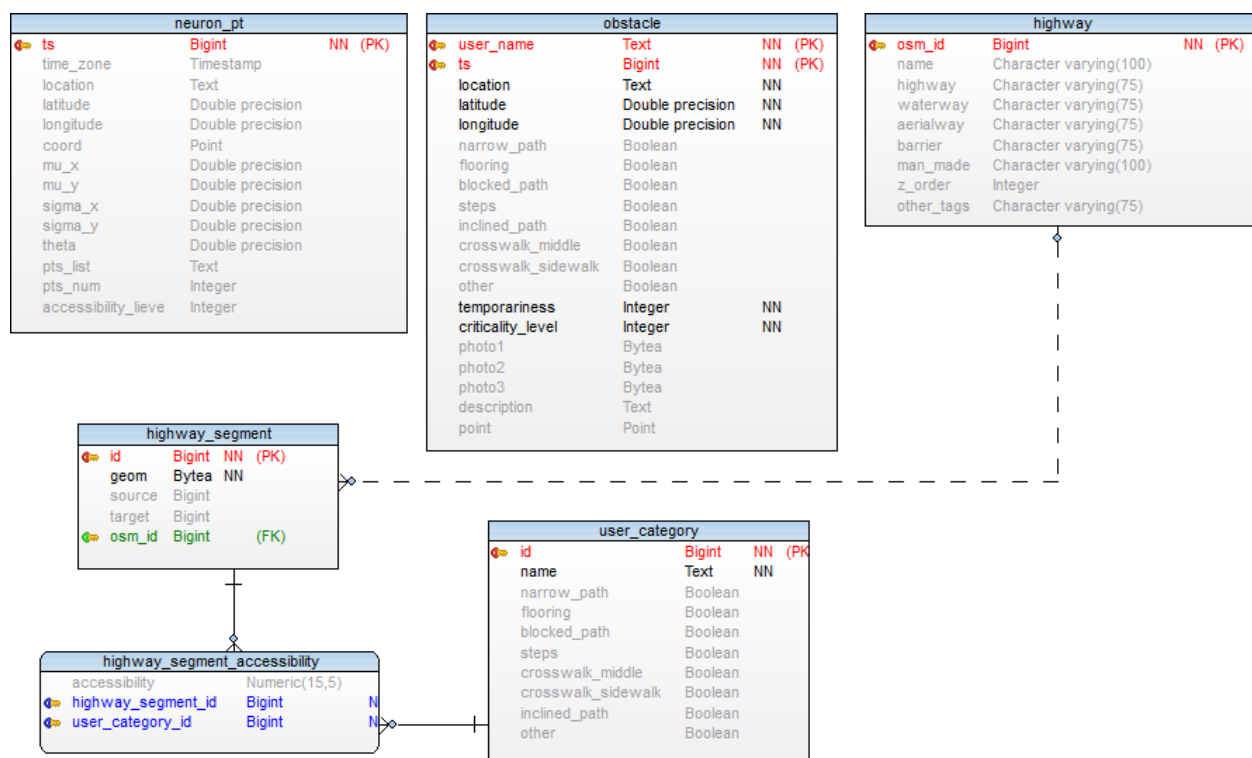 neuron_pt
ts Bigint NN (PK)
time_zone Timestamp
location Text
latitude Double precision
longitude Double precision
coord Point
mu_x Double precision
mu_y Double precision
sigma_x Double precision
sigma_y Double precision
theta Double precision
pts_list Text
pts_num Integer
accessibility_lieve Integer
obstacle
user_name Text NN (PK)
ts Bigint NN (PK)
location Text NN
latitude Double precision NN
longitude Double precision NN
narrow_path Boolean
flooring Boolean
blocked_path Boolean
steps Boolean
inclined_path Boolean
crosswalk_middle Boolean
crosswalk_sidewalk Boolean
other Boolean
temporariness Integer NN
criticality_level Integer NN
photo1 Bytea
photo2 Bytea
photo3 Bytea
description Text
point Point
highway
osm_id Bigint NN (PK)
name Character varying(100)
highway Character varying(75)
waterway Character varying(75)
aerialway Character varying(75)
barrier Character varying(75)
man_made Character varying(100)
z_order Integer
other_tags Character varying(75)
highway_segment
id Bigint NN (PK)
geom Bytea NN
source Bigint
target Bigint
osm_id Bigint (FK)
user_category
id Bigint NN (PK
name Text NN
narrow_path Boolean
flooring Boolean
blocked_path Boolean
steps Boolean
crosswalk_middle Boolean
crosswalk_sidewalk Boolean
inclined_path Boolean
other Boolean
highway_segment_accessibility
accessibility Numeric(15,5)
highway_segment_id Bigint N
user_category_id Bigint N